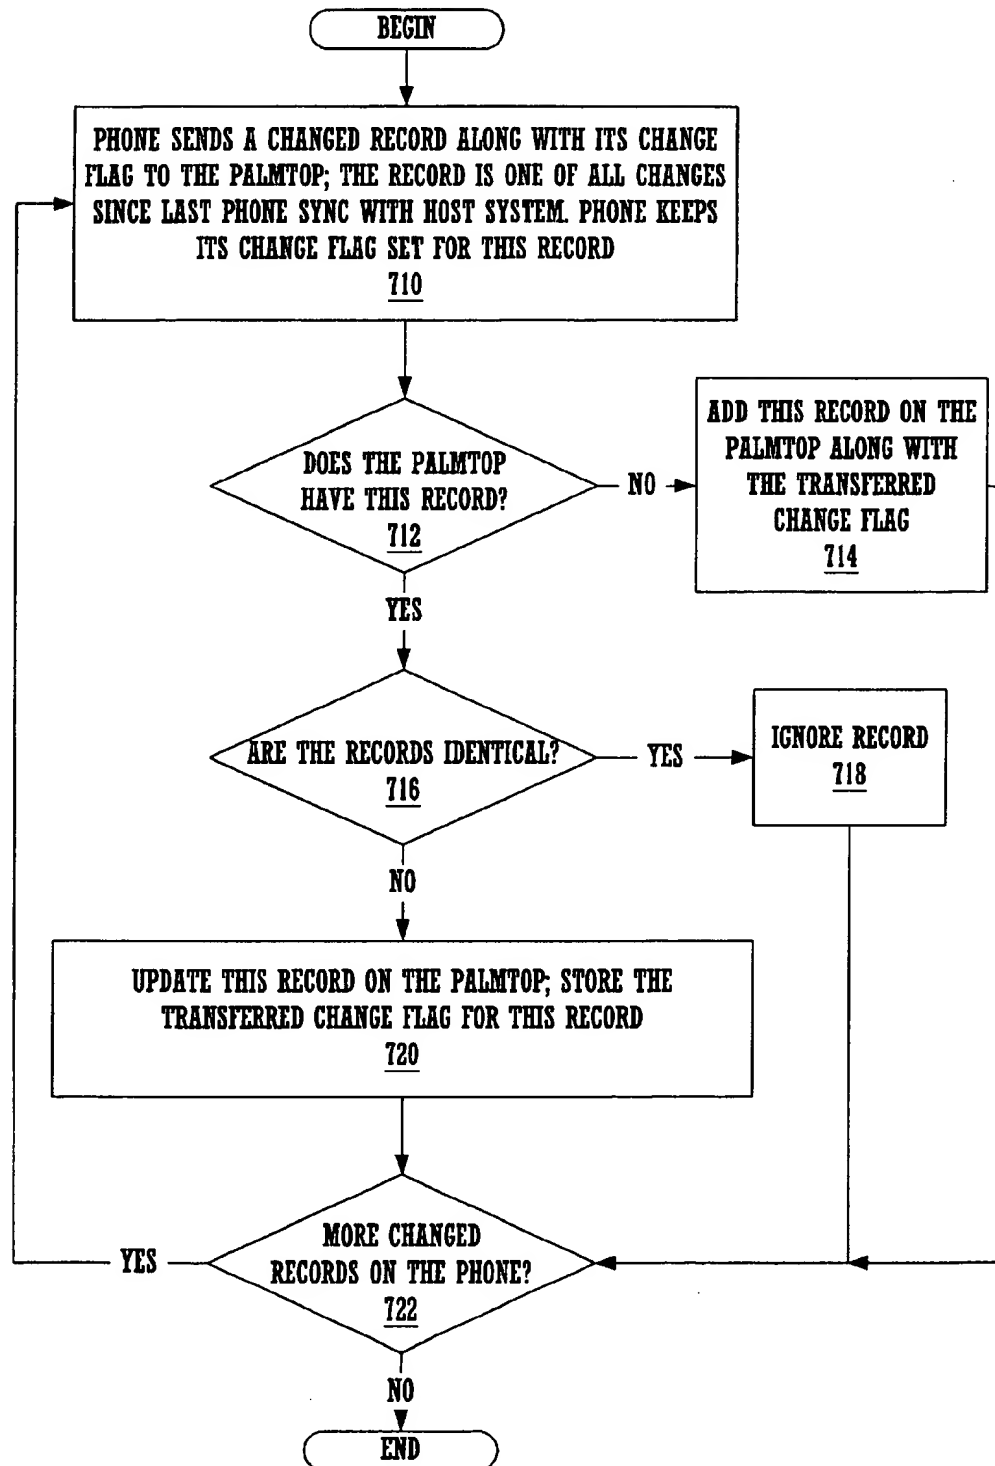 BEGIN
PHONE SENDS A CHANGED RECORD ALONG WITH ITS CHANGE
FLAG TO THE PALMTOP; THE RECORD IS ONE OF ALL CHANGES
SINCE LAST PHONE SYNC WITH HOST SYSTEM. PHONE KEEPS
ITS CHANGE FLAG SET FOR THIS RECORD
710
DOES THE PALMTOP
HAVE THIS RECORD?
712
NO
ADD THIS RECORD ON THE
PALMTOP ALONG WITH
THE TRANSFERRED
CHANGE FLAG
714
YES
ARE THE RECORDS IDENTICAL?
716
YES
IGNORE RECORD
718
NO
UPDATE THIS RECORD ON THE PALMTOP; STORE THE
TRANSFERRED CHANGE FLAG FOR THIS RECORD
720
MORE CHANGED
RECORDS ON THE PHONE?
722
YES
NO
END